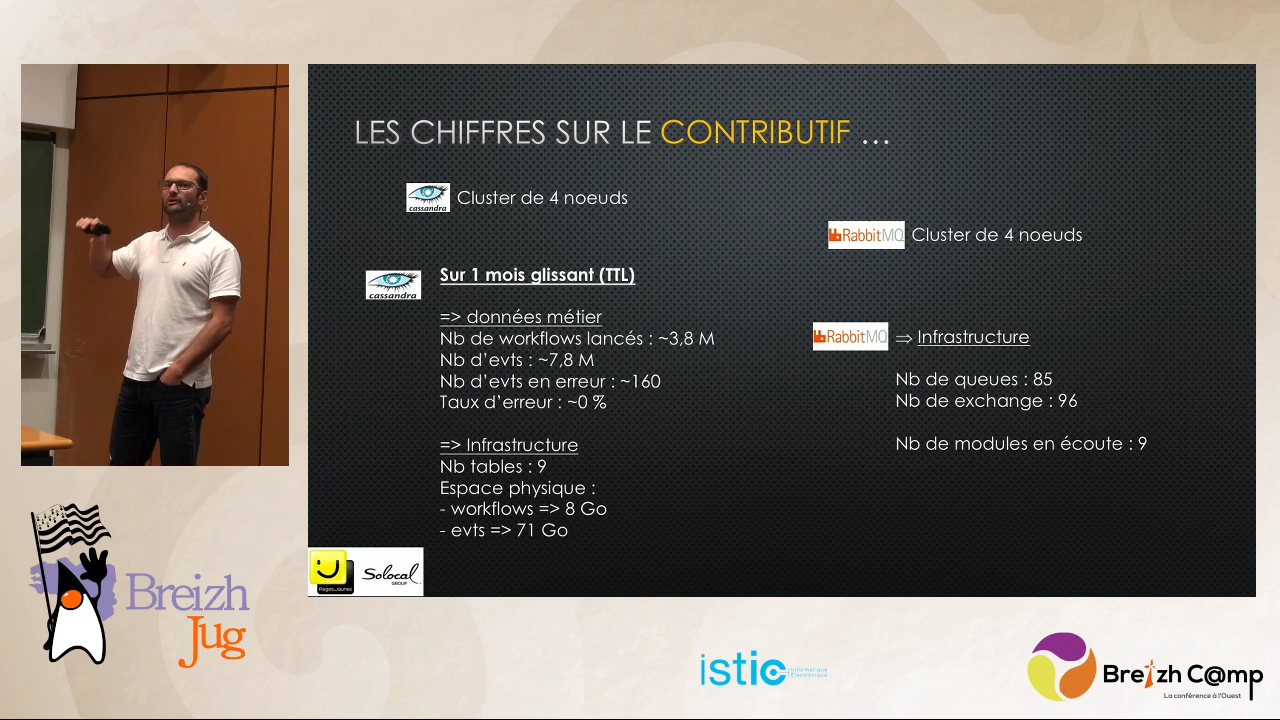 LES CHIFFRES SUR LE CONTRIBUTIF ...
cassandra Cluster de 4 noeuds
RabbitMQ Cluster de 4 noeuds
cassandra
Sur 1 mois glissant (TTL)
=> données métier
Nb de workflows lancés : ~3,8 M
Nb d'evts : ~7,8 M
Nb d'evts en erreur : ~160
Taux d'erreur : ~0 %
=> Infrastructure
Nb tables : 9
Espace physique :
- workflows => 8 Go
- evts => 71 Go
RabbitMQ ⇒ Infrastructure
Nb de queues : 85
Nb de exchange : 96
Nb de modules en écoute : 9
PagesJaunes
Solocal
GROUP
Breizh
Jug
istic Informatique
Électronique
Breizh C@mp
La conférence à l'Ouest